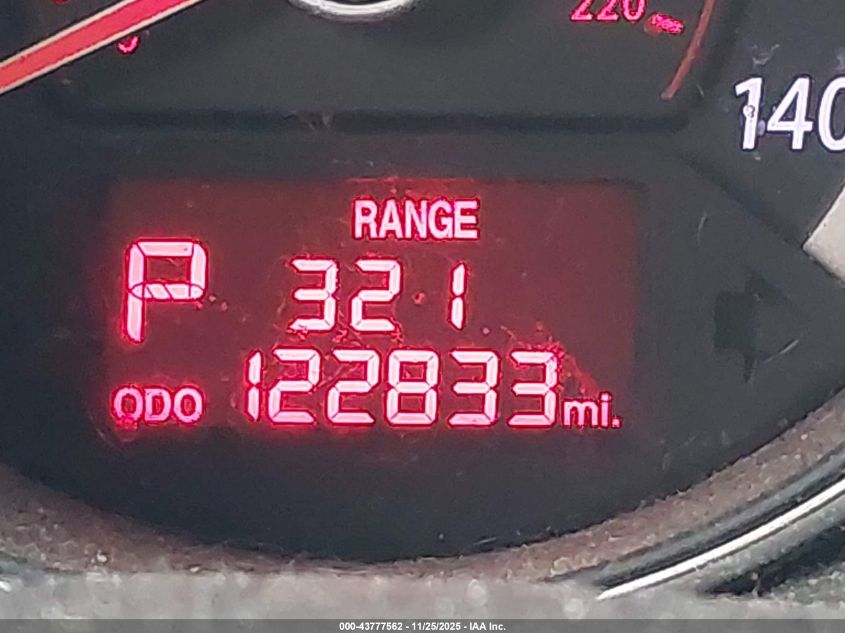 220
140
RANGE
P 321
ODO 122833 mi.
000-43777562 - 11/25/2025 - IAA Inc.